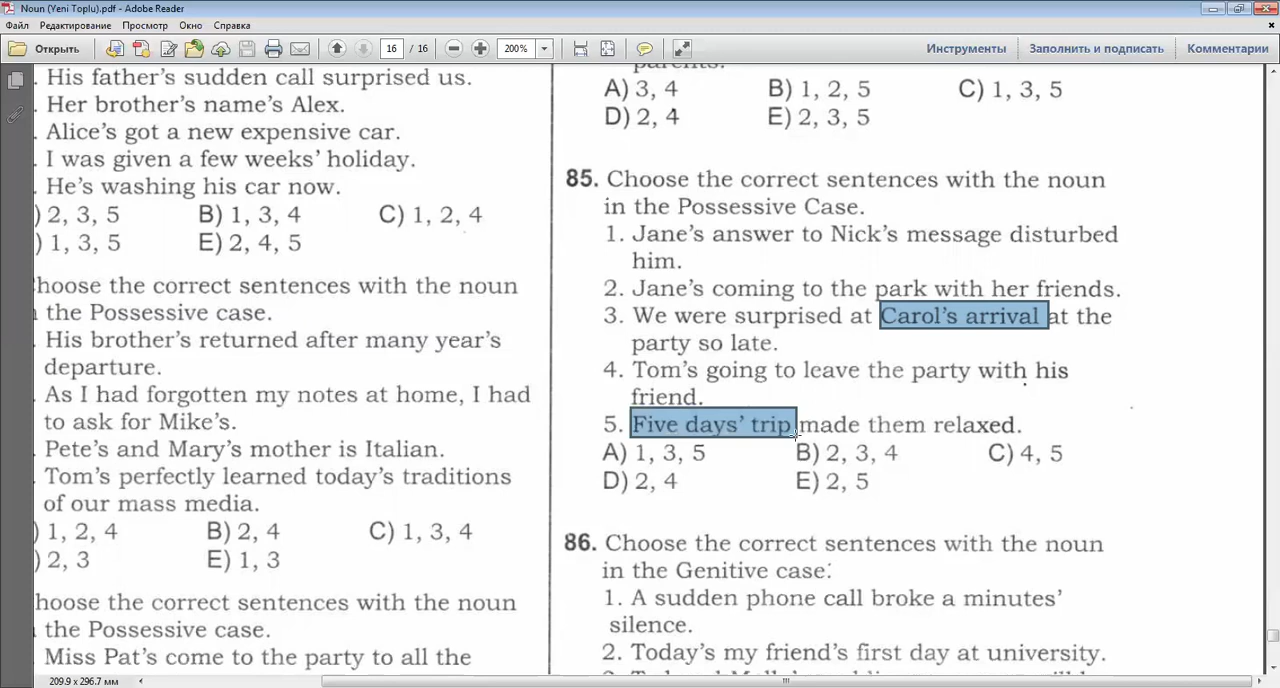 Noun (Yeni Toplu).pdf - Adobe Reader
Файл Редактирование Просмотр Окно Справка
Открыть 16 / 16 200% Инструменты Заполнить и подписать Комментарии
. His father's sudden call surprised us.
. Her brother's name's Alex.
. Alice's got a new expensive car.
. I was given a few weeks' holiday.
. He's washing his car now.
) 2, 3, 5 B) 1, 3, 4 C) 1, 2, 4
) 1, 3, 5 E) 2, 4, 5
hoose the correct sentences with the noun
the Possessive case.
. His brother's returned after many year's
departure.
. As I had forgotten my notes at home, I had
to ask for Mike's.
. Pete's and Mary's mother is Italian.
. Tom's perfectly learned today's traditions
of our mass media.
) 1, 2, 4 B) 2, 4 C) 1, 3, 4
) 2, 3 E) 1, 3
hoose the correct sentences with the noun
the Possessive case.
. Miss Pat's come to the party to all the
parents.
A) 3, 4 B) 1, 2, 5 C) 1, 3, 5
D) 2, 4 E) 2, 3, 5
85. Choose the correct sentences with the noun
in the Possessive Case.
1. Jane's answer to Nick's message disturbed
him.
2. Jane's coming to the park with her friends.
3. We were surprised at Carol's arrival at the
party so late.
4. Tom's going to leave the party with his
friend.
5. Five days' trip made them relaxed.
A) 1, 3, 5 B) 2, 3, 4 C) 4, 5
D) 2, 4 E) 2, 5
86. Choose the correct sentences with the noun
in the Genitive case:
1. A sudden phone call broke a minutes'
silence.
2. Today's my friend's first day at university.
209.9 x 296.7 мм